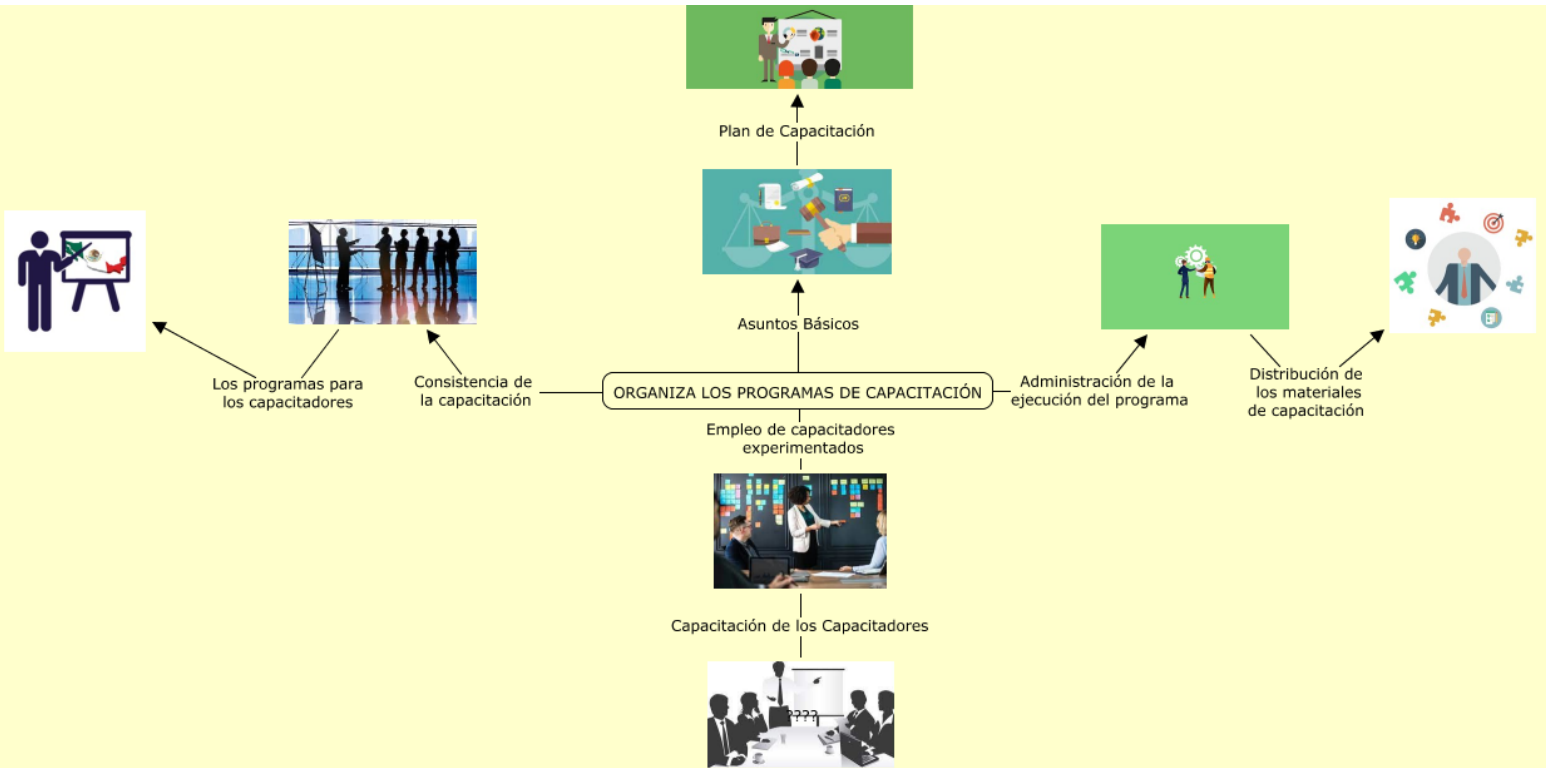 Plan de Capacitación
Asuntos Básicos
Los programas para
los capacitadores
Consistencia de
la capacitación
ORGANIZA LOS PROGRAMAS DE CAPACITACIÓN
Administración de la
ejecución del programa
Distribución de
los materiales
de capacitación
Empleo de capacitadores
experimentados
Capacitación de los Capacitadores
????